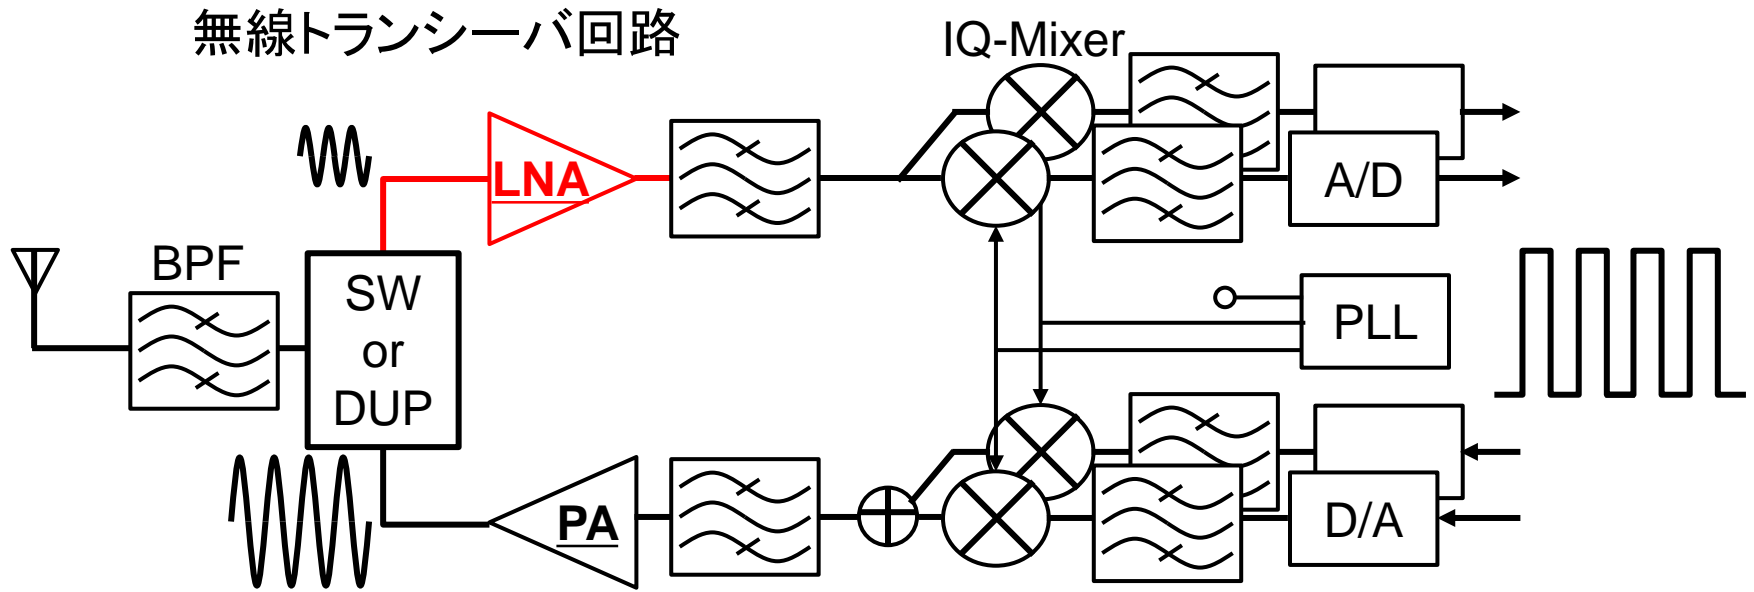 無線トランシーバ回路
IQ-Mixer
LNA
A/D
BPF
SW
or
DUP
PLL
PA
D/A